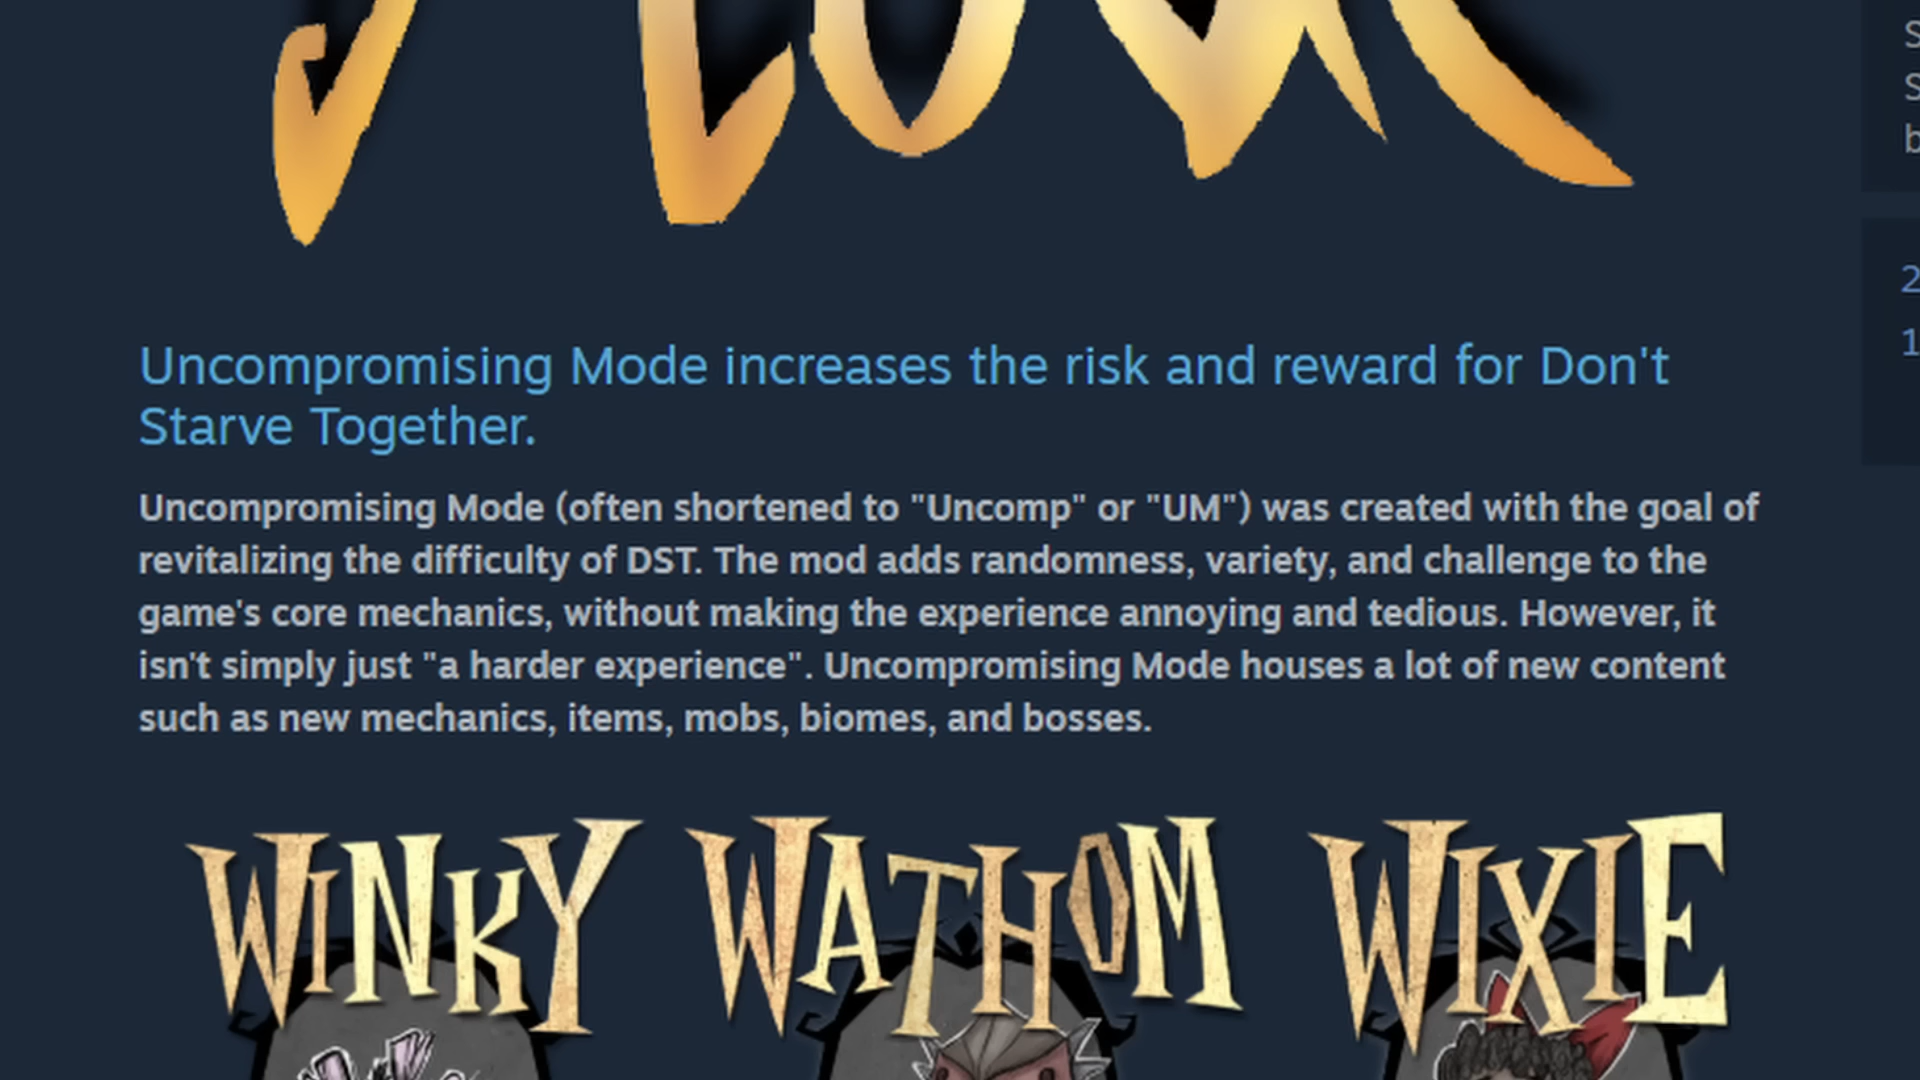 Uncompromising Mode increases the risk and reward for Don't
Starve Together.
Uncompromising Mode (often shortened to "Uncomp" or "UM") was created with the goal of
revitalizing the difficulty of DST. The mod adds randomness, variety, and challenge to the
game's core mechanics, without making the experience annoying and tedious. However, it
isn't simply just "a harder experience". Uncompromising Mode houses a lot of new content
such as new mechanics, items, mobs, biomes, and bosses.
WINKY WATHOM WIXIE